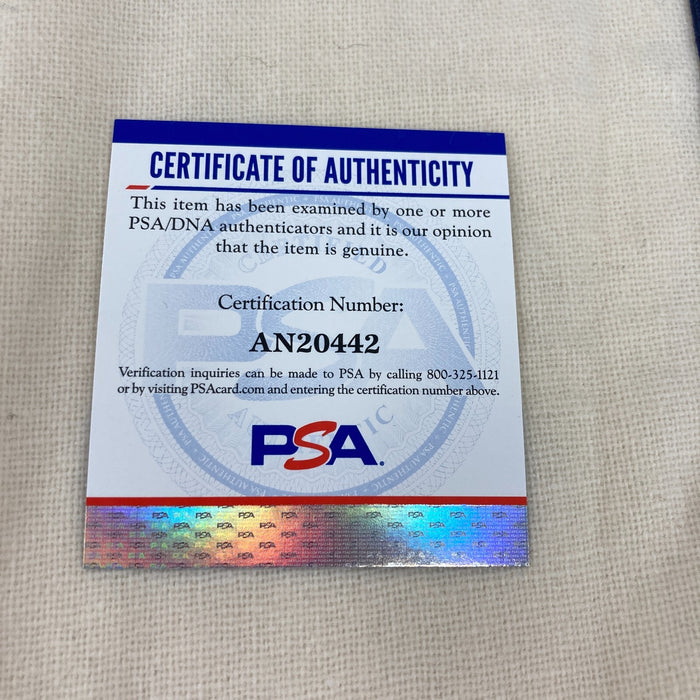 CERTIFICATE OF AUTHENTICITY
This item has been examined by one or more
PSA/DNA authenticators and it is our opinion
that the item is genuine.
Certification Number:
AN20442
Verification inquiries can be made to PSA by calling 800-325-1121
or by visiting PSAcard.com and entering the certification number above.
PSA.